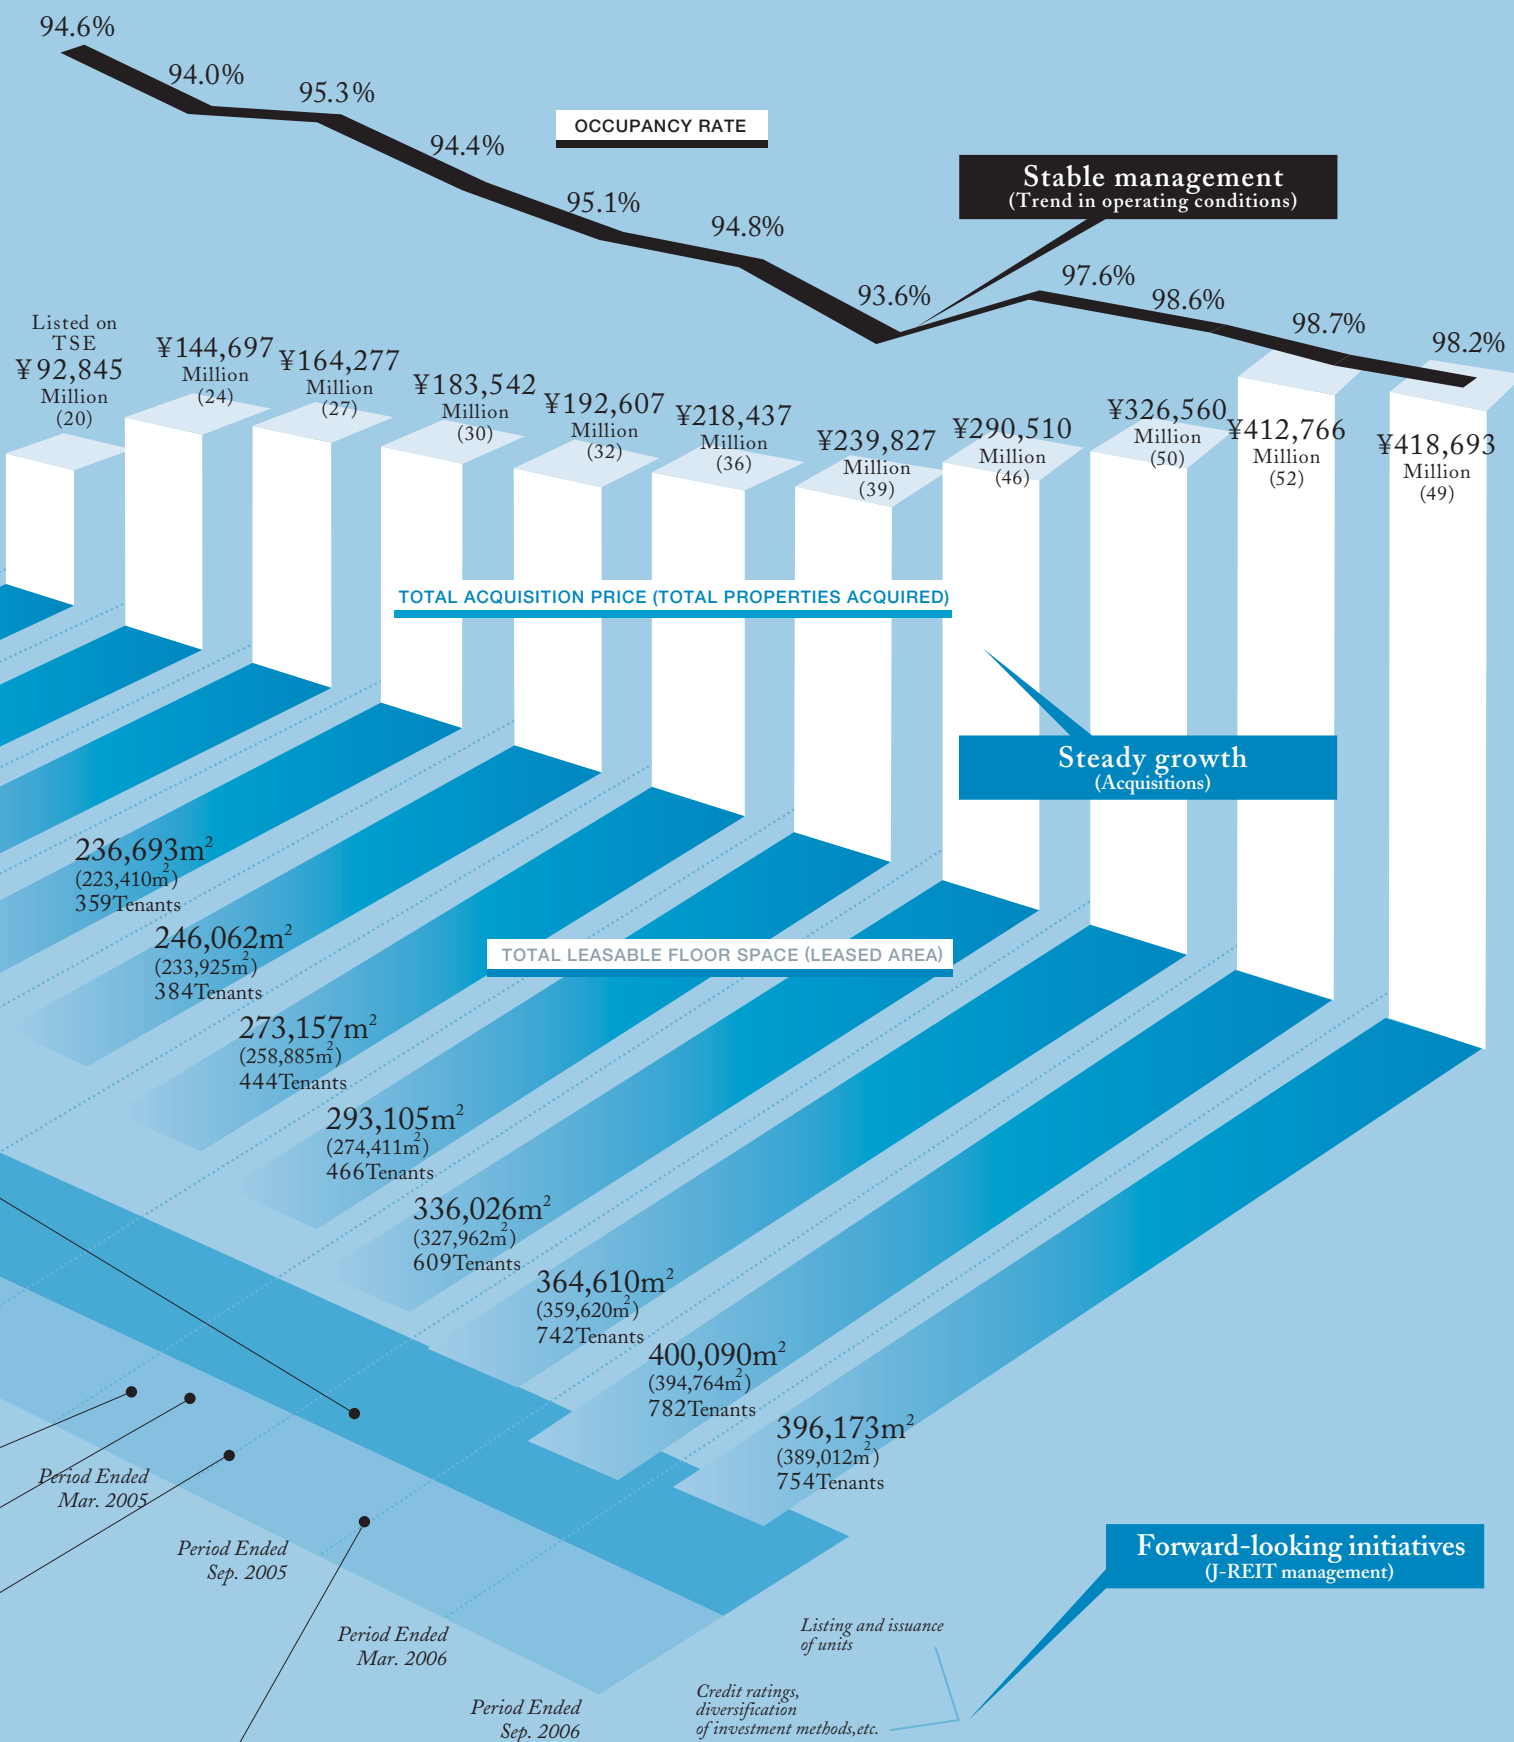 94.6%
94.0%
95.3%
94.4%
95.1%
94.8%
93.6%
97.6%
98.6%
98.7%
98.2%
OCCUPANCY RATE
Stable management
(Trend in operating conditions)
Listed on
TSE
¥92,845
Million
(20)
¥144,697
Million
(24)
¥164,277
Million
(27)
¥183,542
Million
(30)
¥192,607
Million
(32)
¥218,437
Million
(36)
¥239,827
Million
(39)
¥290,510
Million
(46)
¥326,560
Million
(50)
¥412,766
Million
(52)
¥418,693
Million
(49)
TOTAL ACQUISITION PRICE (TOTAL PROPERTIES ACQUIRED)
Steady growth
(Acquisitions)
236,693m²
(223,410m²)
359Tenants
246,062m²
(233,925m²)
384Tenants
TOTAL LEASABLE FLOOR SPACE (LEASED AREA)
273,157m²
(258,885m²)
444Tenants
293,105m²
(274,411m²)
466Tenants
336,026m²
(327,962m²)
609Tenants
364,610m²
(359,620m²)
742Tenants
400,090m²
(394,764m²)
782Tenants
396,173m²
(389,012m²)
754Tenants
Period Ended
Mar. 2005
Period Ended
Sep. 2005
Period Ended
Mar. 2006
Period Ended
Sep. 2006
Forward-looking initiatives
(J-REIT management)
Listing and issuance
of units
Credit ratings,
diversification
of investment methods,etc.